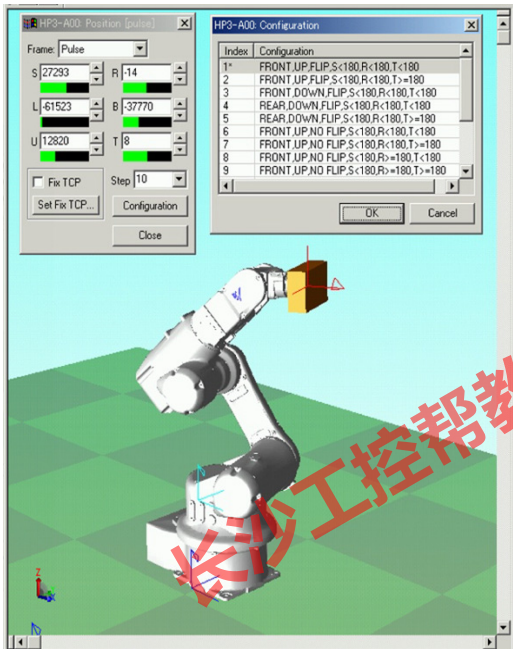 HP3-A00: Position [pulse]
Frame: Pulse
S 27293 R -14
L -61523 B -37770
U 12820 T 8
Fix TCP Step 10
Set Fix TCP... Configuration
Close
HP3-A00: Configuration
Index Configuration
1* FRONT,UP,FLIP,S<180,R<180,T<180
2 FRONT,UP,FLIP,S<180,R<180,T>=180
3 FRONT,DOWN,FLIP,S<180,R<180,T<180
4 REAR,DOWN,FLIP,S<180,R<180,T<180
5 REAR,DOWN,FLIP,S<180,R<180,T>=180
6 FRONT,UP,NO FLIP,S<180,R<180,T<180
7 FRONT,UP,NO FLIP,S<180,R<180,T>=180
8 FRONT,UP,NO FLIP,S<180,R>=180,T<180
9 FRONT,UP,NO FLIP,S<180,R>=180,T>=180
OK Cancel
长沙工控帮教
Z